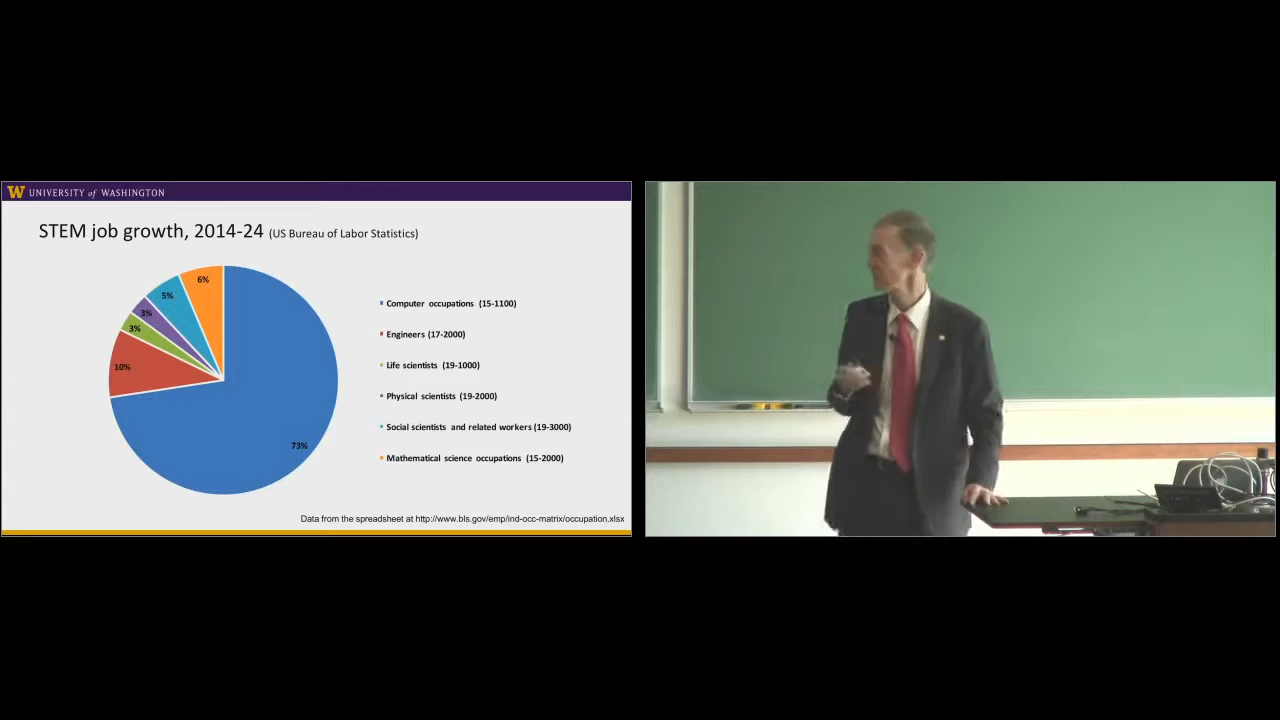 W UNIVERSITY of WASHINGTON
STEM job growth, 2014-24 (US Bureau of Labor Statistics)
6%
5%
3%
3%
10%
73%
Computer occupations (15-1100)
Engineers (17-2000)
Life scientists (19-1000)
Physical scientists (19-2000)
Social scientists and related workers (19-3000)
Mathematical science occupations (15-2000)
Data from the spreadsheet at http://www.bls.gov/emp/ind-occ-matrix/occupation.xlsx